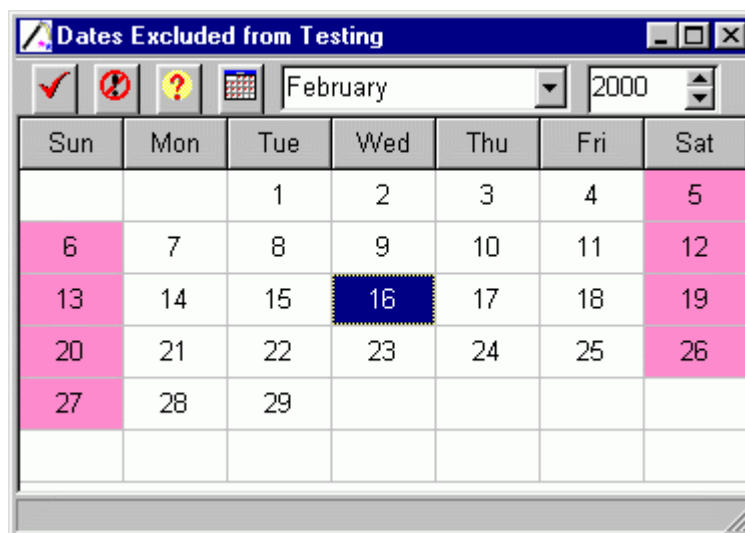 Dates Excluded from Testing
February 2000
Sun Mon Tue Wed Thu Fri Sat
1 2 3 4 5
6 7 8 9 10 11 12
13 14 15 16 17 18 19
20 21 22 23 24 25 26
27 28 29